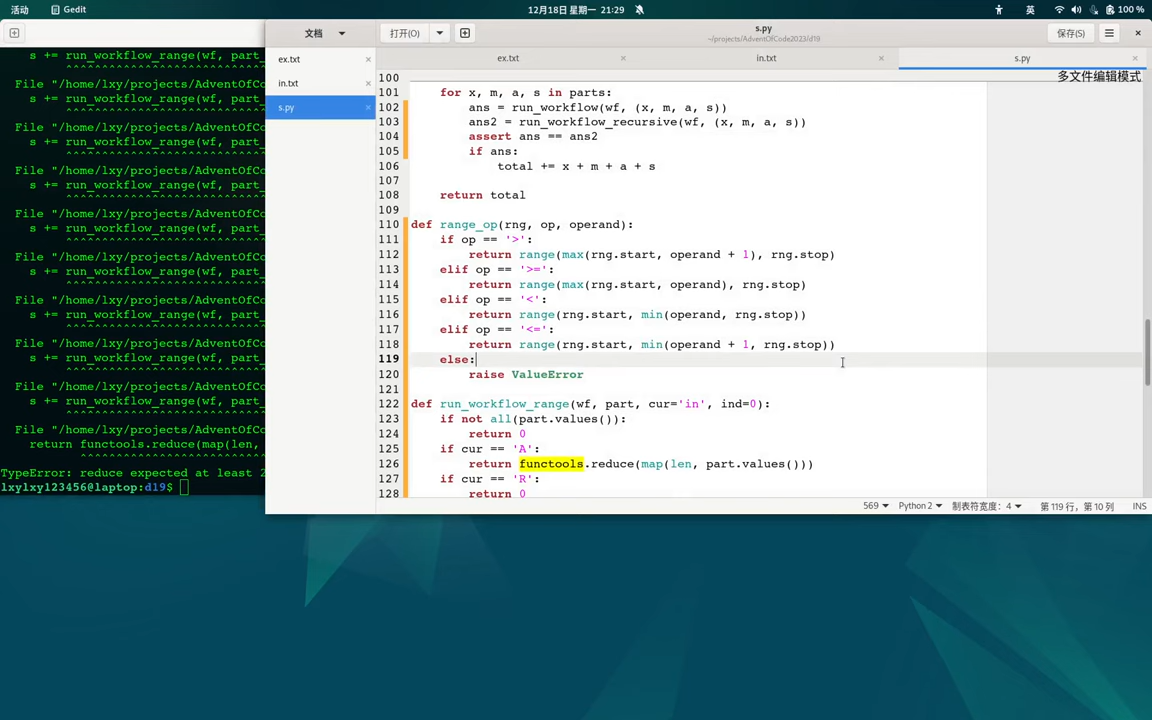 活动
Gedit
12月18日 星期一 21:29
英
100 %
s += run_workflow_range(wf, part_
^^^^^^^^^^^^^^^^^^^^^^^^^^^^
File "/home/lxy/projects/AdventOfCo
s += run_workflow_range(wf, part_
^^^^^^^^^^^^^^^^^^^^^^^^^^^^
File "/home/lxy/projects/AdventOfCo
s += run_workflow_range(wf, part_
^^^^^^^^^^^^^^^^^^^^^^^^^^^^
File "/home/lxy/projects/AdventOfCo
s += run_workflow_range(wf, part_
^^^^^^^^^^^^^^^^^^^^^^^^^^^^
File "/home/lxy/projects/AdventOfCo
s += run_workflow_range(wf, part_
^^^^^^^^^^^^^^^^^^^^^^^^^^^^
File "/home/lxy/projects/AdventOfCo
s += run_workflow_range(wf, part_
^^^^^^^^^^^^^^^^^^^^^^^^^^^^
File "/home/lxy/projects/AdventOfCo
s += run_workflow_range(wf, part_
^^^^^^^^^^^^^^^^^^^^^^^^^^^^
File "/home/lxy/projects/AdventOfCo
s += run_workflow_range(wf, part_
^^^^^^^^^^^^^^^^^^^^^^^^^^^^
File "/home/lxy/projects/AdventOfCo
s += run_workflow_range(wf, part_
^^^^^^^^^^^^^^^^^^^^^^^^^^^^
File "/home/lxy/projects/AdventOfCo
return functools.reduce(map(len,
^^^^^^^^^^^^^^^^^^^^^^^^^^^^
TypeError: reduce expected at least 2
lxylxy123456@laptop:d19$
文档
打开(O)
s.py
~/projects/AdventOfCode2023/d19
保存(S)
ex.txt
in.txt
s.py
ex.txt
in.txt
s.py
多文件编辑模式
100
101 for x, m, a, s in parts:
102 ans = run_workflow(wf, (x, m, a, s))
103 ans2 = run_workflow_recursive(wf, (x, m, a, s))
104 assert ans == ans2
105 if ans:
106 total += x + m + a + s
107
108 return total
109
110 def range_op(rng, op, operand):
111 if op == '>':
112 return range(max(rng.start, operand + 1), rng.stop)
113 elif op == '>=':
114 return range(max(rng.start, operand), rng.stop)
115 elif op == '<':
116 return range(rng.start, min(operand, rng.stop))
117 elif op == '<=':
118 return range(rng.start, min(operand + 1, rng.stop))
119 else:
120 raise ValueError
121
122 def run_workflow_range(wf, part, cur='in', ind=0):
123 if not all(part.values()):
124 return 0
125 if cur == 'A':
126 return functools.reduce(map(len, part.values()))
127 if cur == 'R':
128 return 0
569
Python 2
制表符宽度: 4
第 119 行，第 10 列
INS